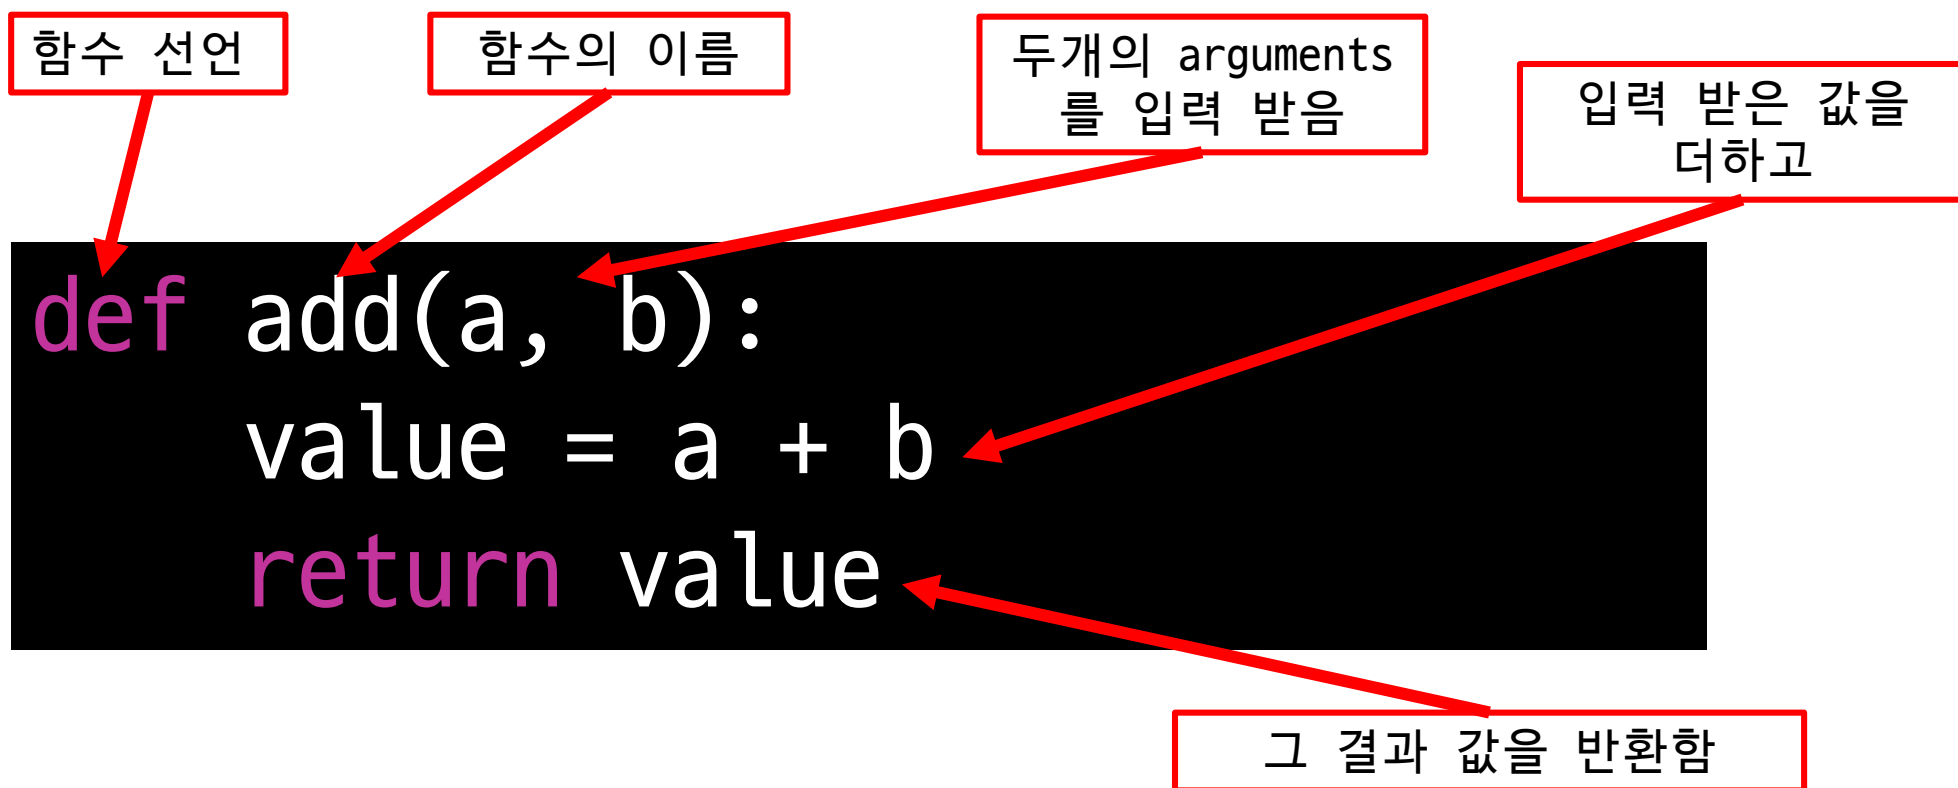 함수 선언
함수의 이름
두개의 arguments
를 입력 받음
입력 받은 값을
더하고
def add(a, b):
value = a + b
return value
그 결과 값을 반환함